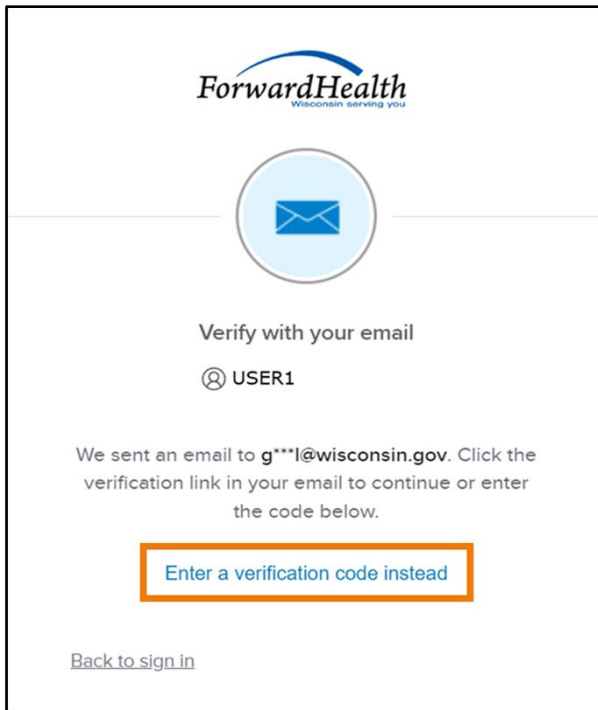 ForwardHealth
Wisconsin serving you
Verify with your email
USER1
We sent an email to g***l@wisconsin.gov. Click the
verification link in your email to continue or enter
the code below.
Enter a verification code instead
Back to sign in